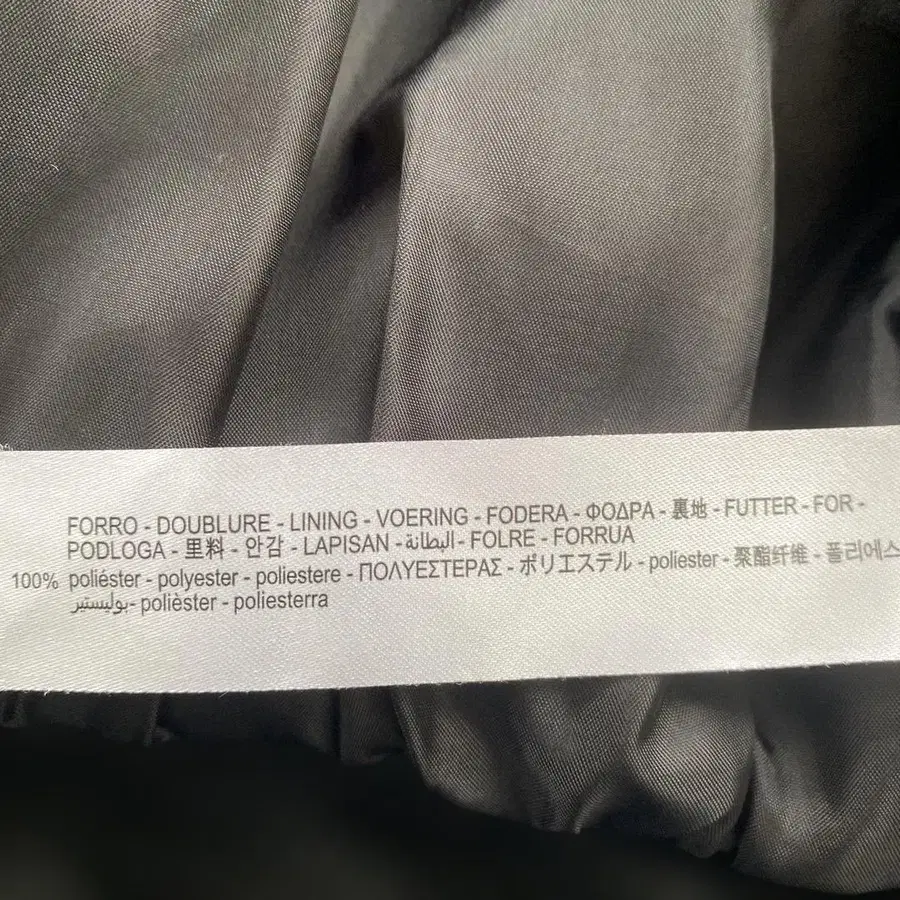 FORRO - DOUBLURE - LINING - VOERING - FODERA - ΦΟΔΡΑ - 裏地 - FUTTER - FOR -
PODLOGA - 里料 - 안감 - LAPISAN - البطانة - FOLRE - FORRUA
100% poliéster - polyester - poliestere - ΠΟΛΥΕΣΤΕΡΑΣ - ポリエステル - poliester - 聚酯纤维 - 폴리에스
بوليستير - polièster - poliesterra